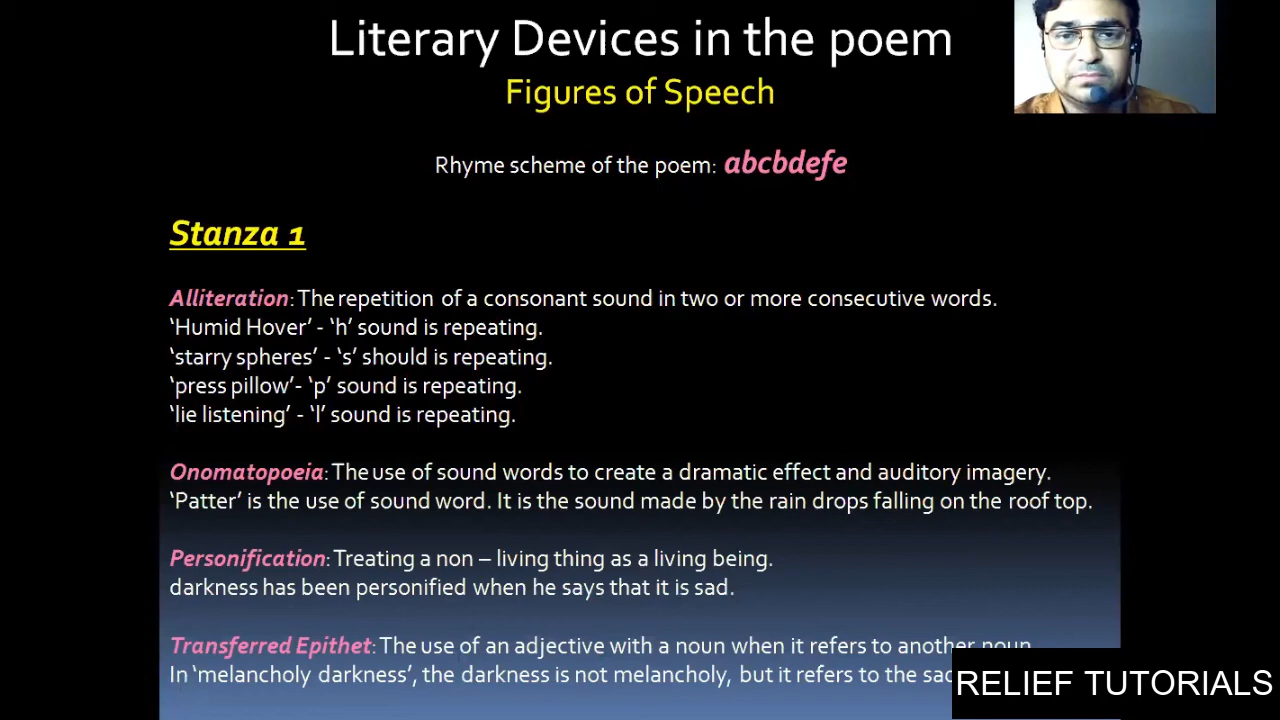 Literary Devices in the poem
Figures of Speech
Rhyme scheme of the poem: abcbdefe
Stanza 1
Alliteration: The repetition of a consonant sound in two or more consecutive words.
‘Humid Hover’ - ‘h’ sound is repeating.
‘starry spheres’ - ‘s’ should is repeating.
‘press pillow’- ‘p’ sound is repeating.
‘lie listening’ - ‘l’ sound is repeating.
Onomatopoeia: The use of sound words to create a dramatic effect and auditory imagery.
‘Patter’ is the use of sound word. It is the sound made by the rain drops falling on the roof top.
Personification: Treating a non – living thing as a living being.
darkness has been personified when he says that it is sad.
Transferred Epithet: The use of an adjective with a noun when it refers to another noun
In ‘melancholy darkness’, the darkness is not melancholy, but it refers to the
RELIEF TUTORIALS